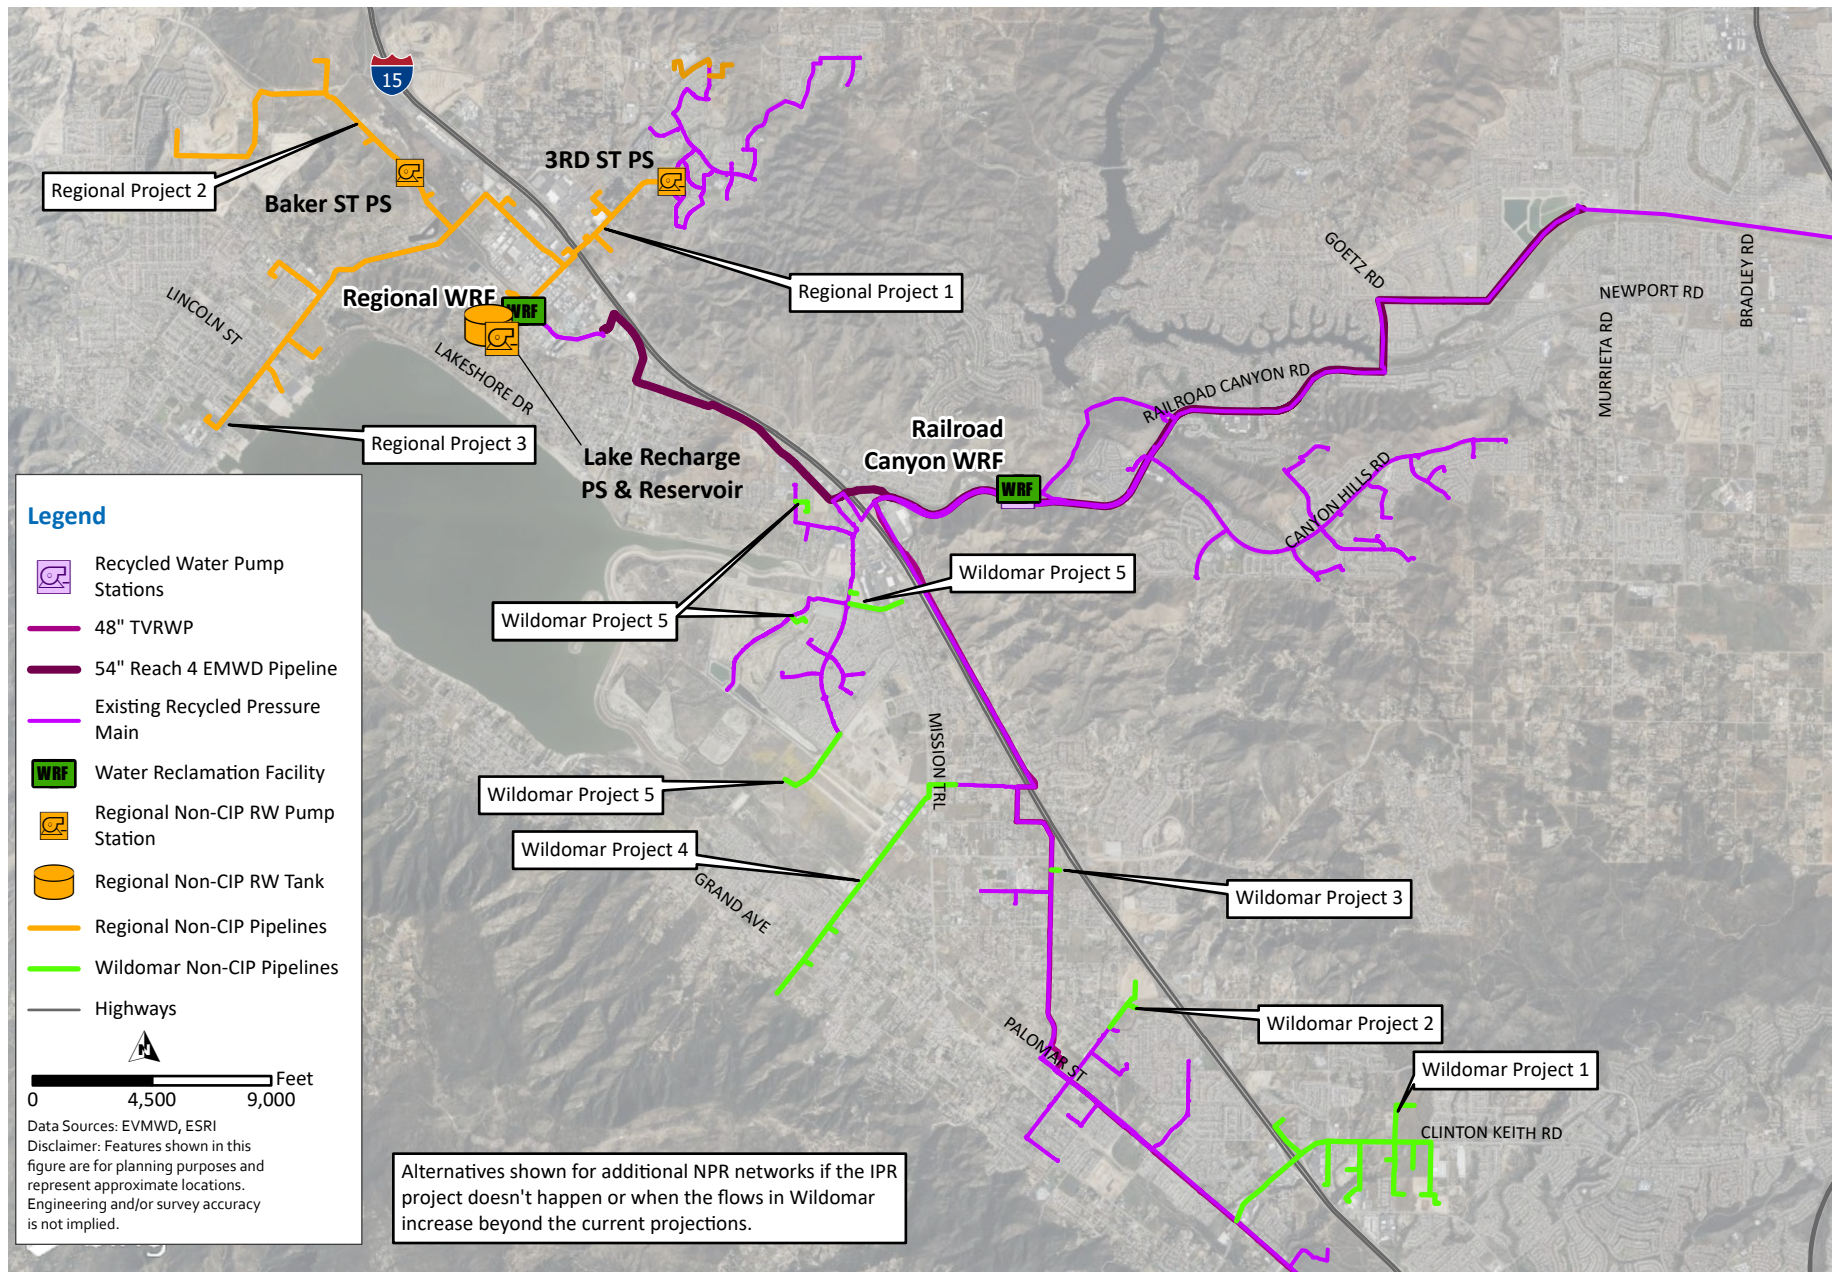 15
3RD ST PS
Regional Project 2
Baker ST PS
Regional Project 1
GOETZ RD
NEWPORT RD
BRADLEY RD
MURRIETA RD
LINCOLN ST
Regional WRF
WRF
LAKESHORE DR
RAILROAD CANYON RD
Regional Project 3
Railroad
Canyon WRF
WRF
Lake Recharge
PS & Reservoir
CANYON HILLS RD
Wildomar Project 5
Wildomar Project 5
MISSION TRL
Wildomar Project 5
Wildomar Project 4
GRAND AVE
Wildomar Project 3
Wildomar Project 2
PALOMAR ST
Wildomar Project 1
CLINTON KEITH RD
Legend
Recycled Water Pump
Stations
48" TVRWP
54" Reach 4 EMWD Pipeline
Existing Recycled Pressure
Main
WRF
Water Reclamation Facility
Regional Non-CIP RW Pump
Station
Regional Non-CIP RW Tank
Regional Non-CIP Pipelines
Wildomar Non-CIP Pipelines
Highways
N
Feet
0 4,500 9,000
Data Sources: EVMWD, ESRI
Disclaimer: Features shown in this
figure are for planning purposes and
represent approximate locations.
Engineering and/or survey accuracy
is not implied.
Alternatives shown for additional NPR networks if the IPR
project doesn't happen or when the flows in Wildomar
increase beyond the current projections.